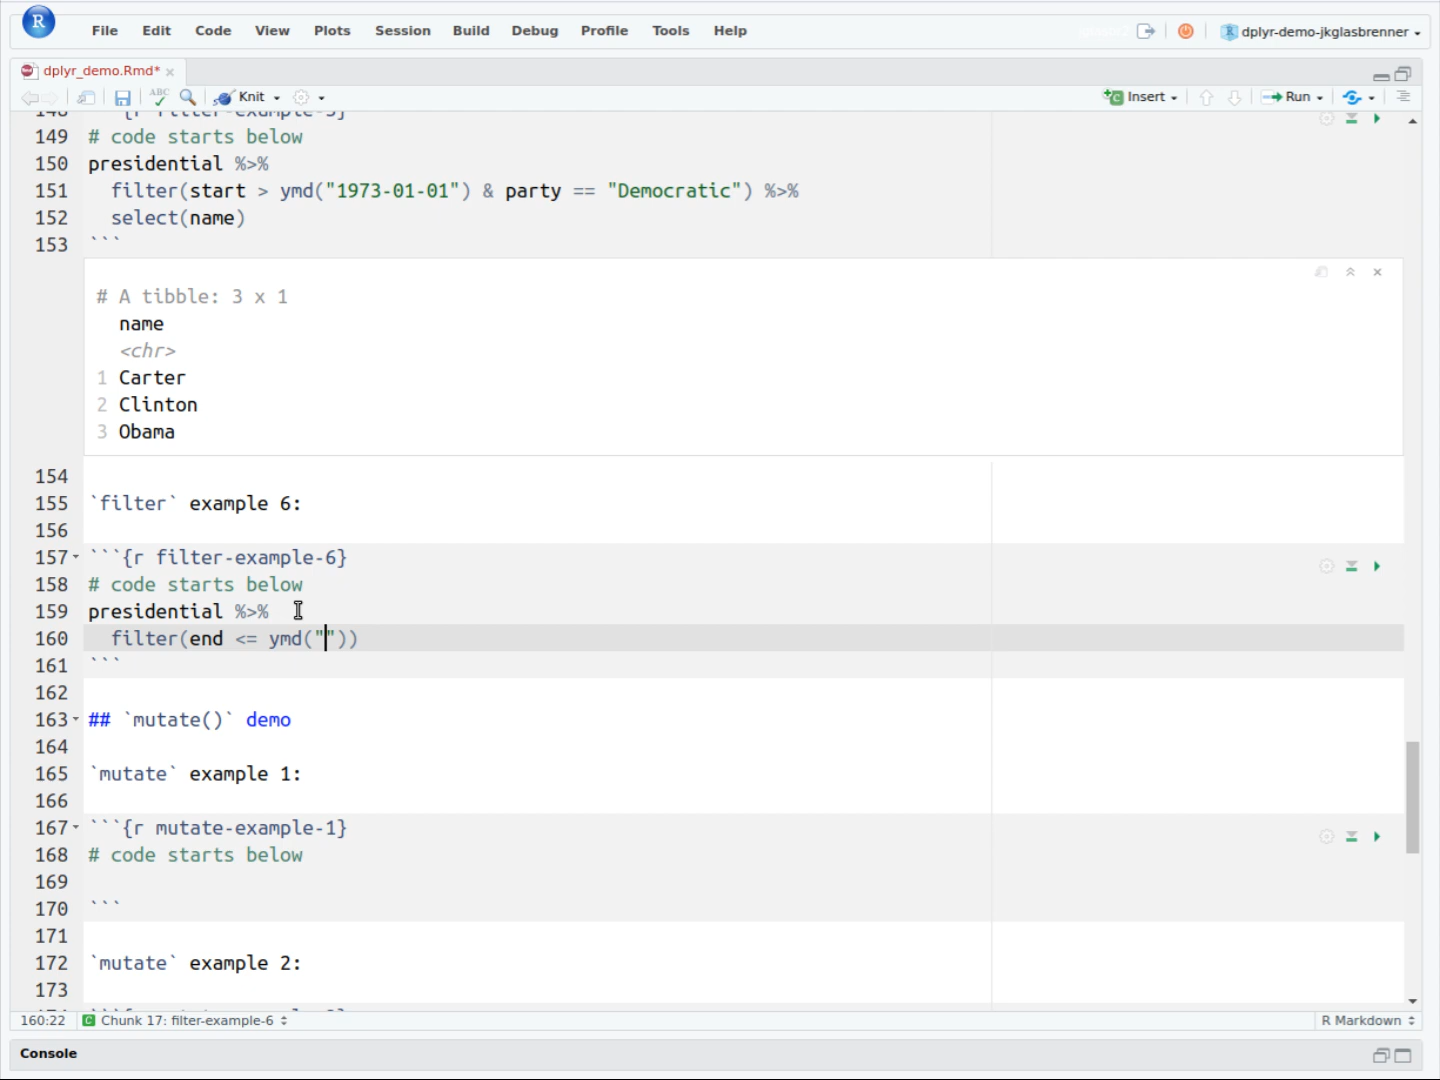 R
File Edit Code View Plots Session Build Debug Profile Tools Help
R dplyr-demo-jkglasbrenner
dplyr_demo.Rmd*
ABC Knit Insert Run
148 ```{r filter-example-5}
149 # code starts below
150 presidential %>%
151 filter(start > ymd("1973-01-01") & party == "Democratic") %>%
152 select(name)
153 ```
# A tibble: 3 x 1
name
<chr>
1 Carter
2 Clinton
3 Obama
154
155 `filter` example 6:
156
157 ```{r filter-example-6}
158 # code starts below
159 presidential %>%
160 filter(end <= ymd(""))
161 ```
162
163 ## `mutate()` demo
164
165 `mutate` example 1:
166
167 ```{r mutate-example-1}
168 # code starts below
169
170 ```
171
172 `mutate` example 2:
173
160:22 C Chunk 17: filter-example-6 R Markdown
Console